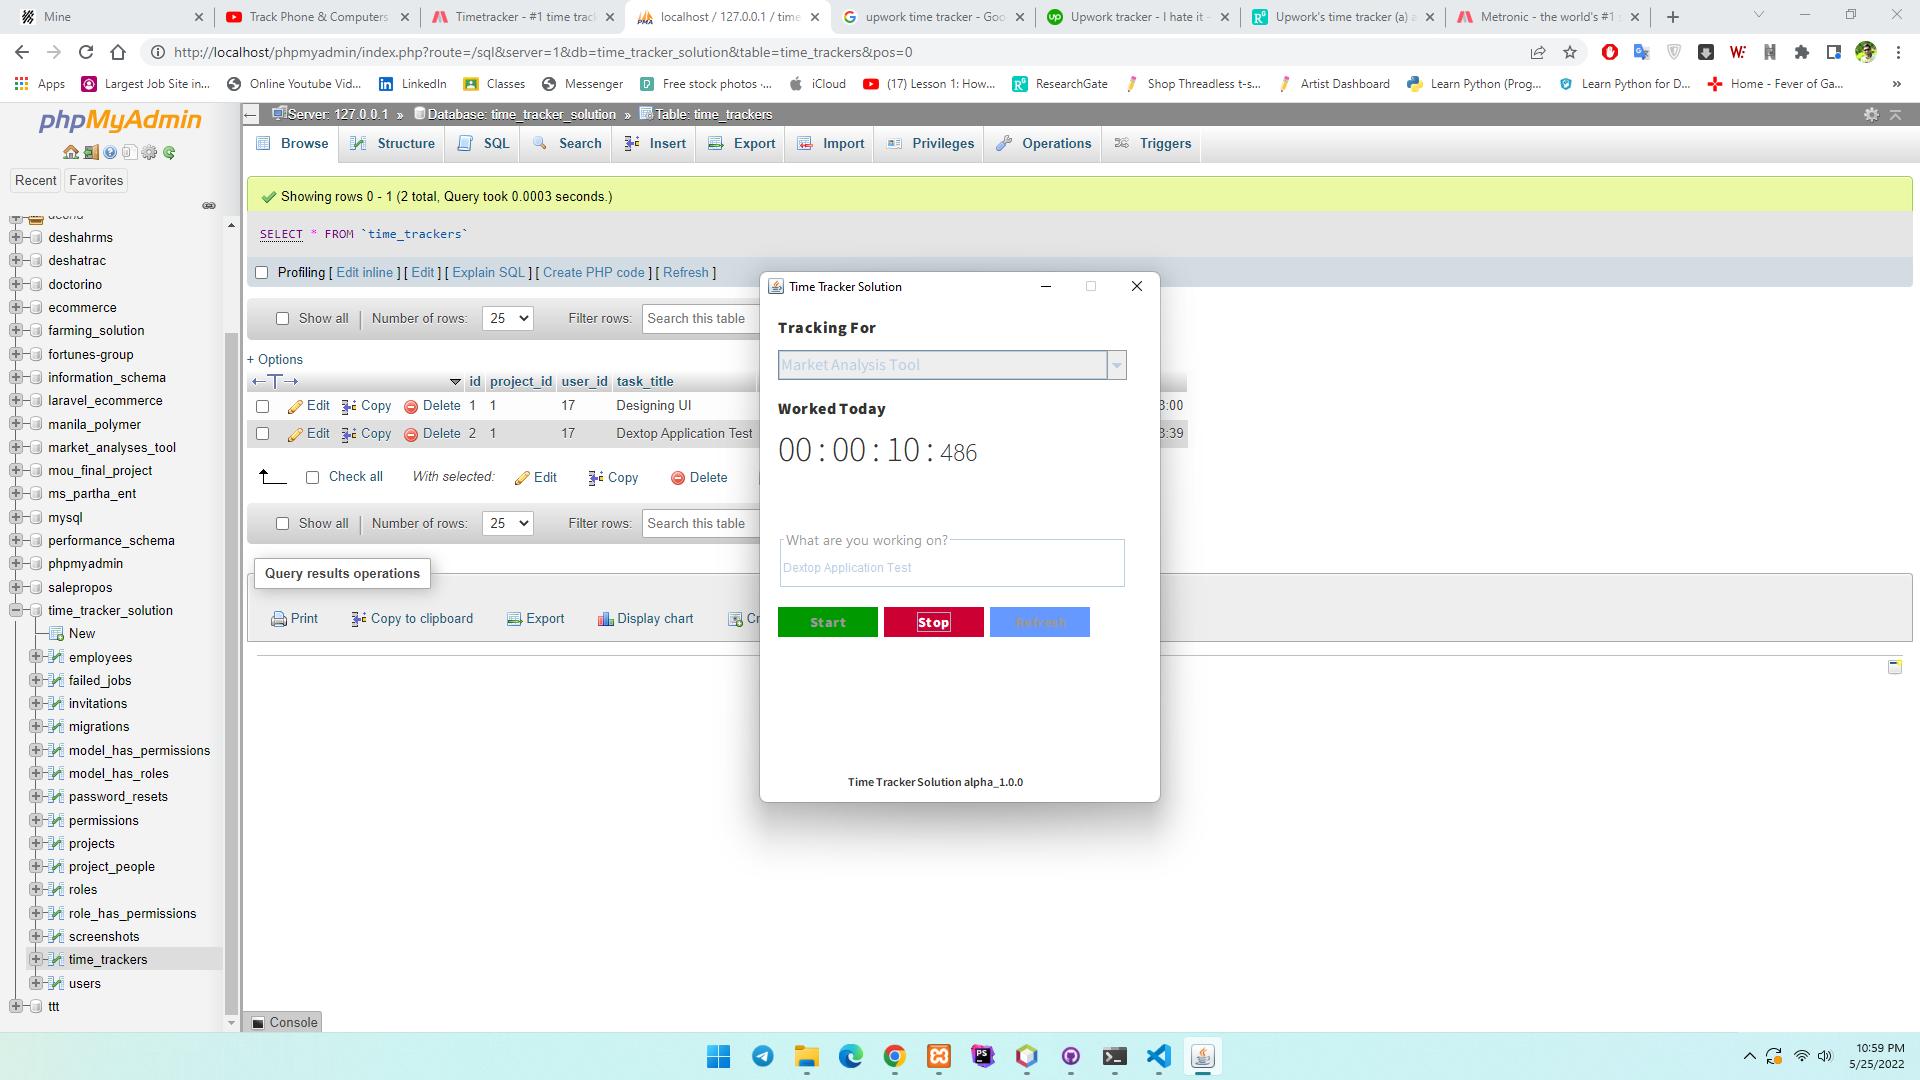 Mine
Track Phone & Computers
Timetracker - #1 time trac
localhost / 127.0.0.1 / time
upwork time tracker - Goo
Upwork tracker - I hate it -
Upwork's time tracker (a) a
Metronic - the world's #1 s
http://localhost/phpmyadmin/index.php?route=/sql&server=1&db=time_tracker_solution&table=time_trackers&pos=0
Apps
Largest Job Site in...
Online Youtube Vid...
LinkedIn
Classes
Messenger
Free stock photos ·...
iCloud
(17) Lesson 1: How...
ResearchGate
Shop Threadless t-s...
Artist Dashboard
Learn Python (Prog...
Learn Python for D...
Home - Fever of Ga...
phpMyAdmin
Recent
Favorites
deshahrms
deshatrac
doctorino
ecommerce
farming_solution
fortunes-group
information_schema
laravel_ecommerce
manila_polymer
market_analyses_tool
mou_final_project
ms_partha_ent
mysql
performance_schema
phpmyadmin
salepropos
time_tracker_solution
New
employees
failed_jobs
invitations
migrations
model_has_permissions
model_has_roles
password_resets
permissions
projects
project_people
roles
role_has_permissions
screenshots
time_trackers
users
ttt
Server: 127.0.0.1 » Database: time_tracker_solution » Table: time_trackers
Browse
Structure
SQL
Search
Insert
Export
Import
Privileges
Operations
Triggers
Showing rows 0 - 1 (2 total, Query took 0.0003 seconds.)
SELECT * FROM `time_trackers`
Profiling [ Edit inline ] [ Edit ] [ Explain SQL ] [ Create PHP code ] [ Refresh ]
Show all | Number of rows: 25 Filter rows: Search this table
+ Options
id project_id user_id task_title
Edit Copy Delete 1 1 17 Designing UI 3:00
Edit Copy Delete 2 1 17 Dextop Application Test 3:39
Check all With selected: Edit Copy Delete
Show all | Number of rows: 25 Filter rows: Search this table
Query results operations
Print Copy to clipboard Export Display chart Cr
Console
Time Tracker Solution
Tracking For
Market Analysis Tool
Worked Today
00:00:10:486
What are you working on?
Dextop Application Test
Start Stop Refresh
Time Tracker Solution alpha_1.0.0
10:59 PM
5/25/2022